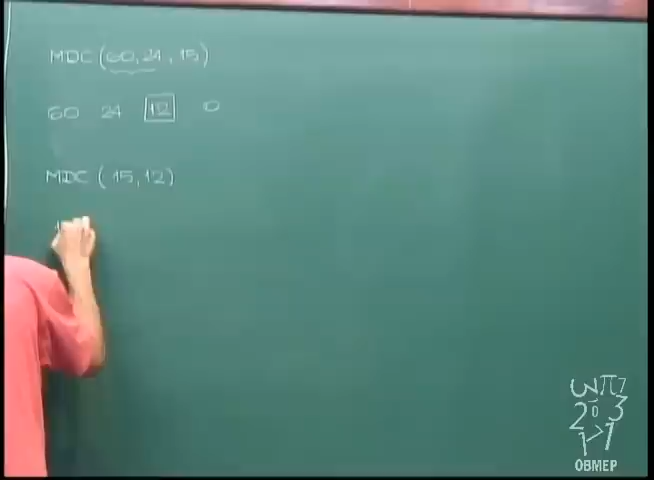 MDC (60, 24, 15)
60 24 12 0
MDC (15, 12)
OBMEP